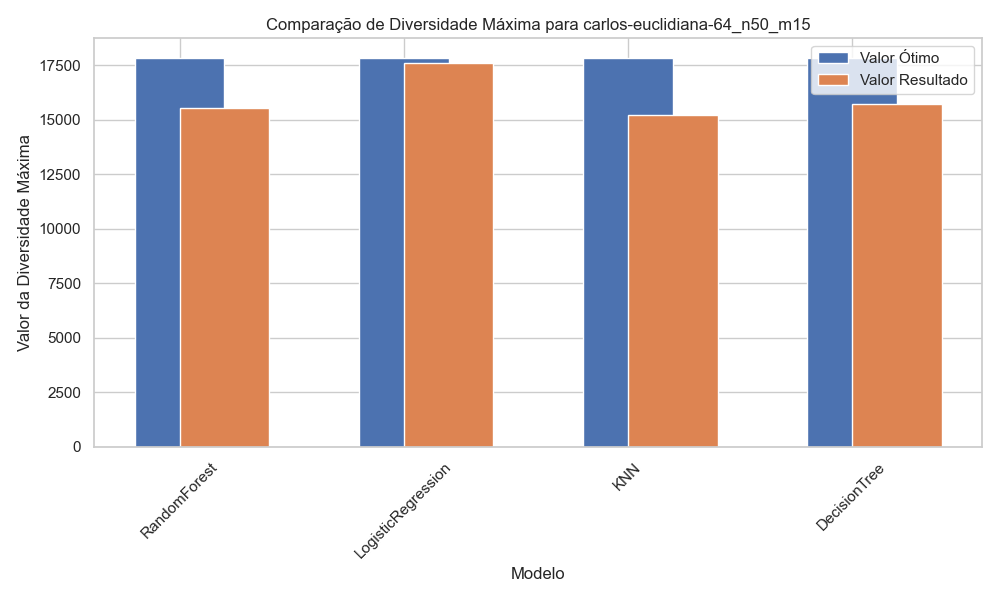 Comparação de Diversidade Máxima para carlos-euclidiana-64_n50_m15
Valor Ótimo
Valor Resultado
Valor da Diversidade Máxima
17500
15000
12500
10000
7500
5000
2500
0
RandomForest
LogisticRegression
KNN
DecisionTree
Modelo